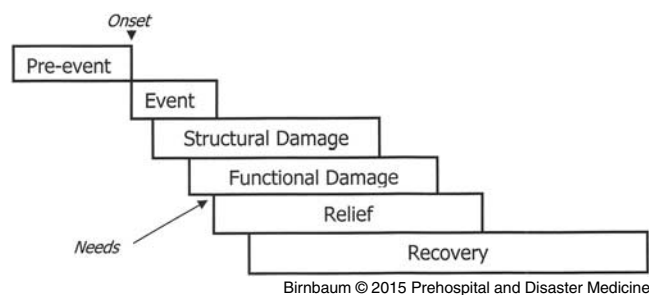 Onset
Pre-event
Event
Structural Damage
Functional Damage
Relief
Needs
Recovery
Birnbaum © 2015 Prehospital and Disaster Medicine